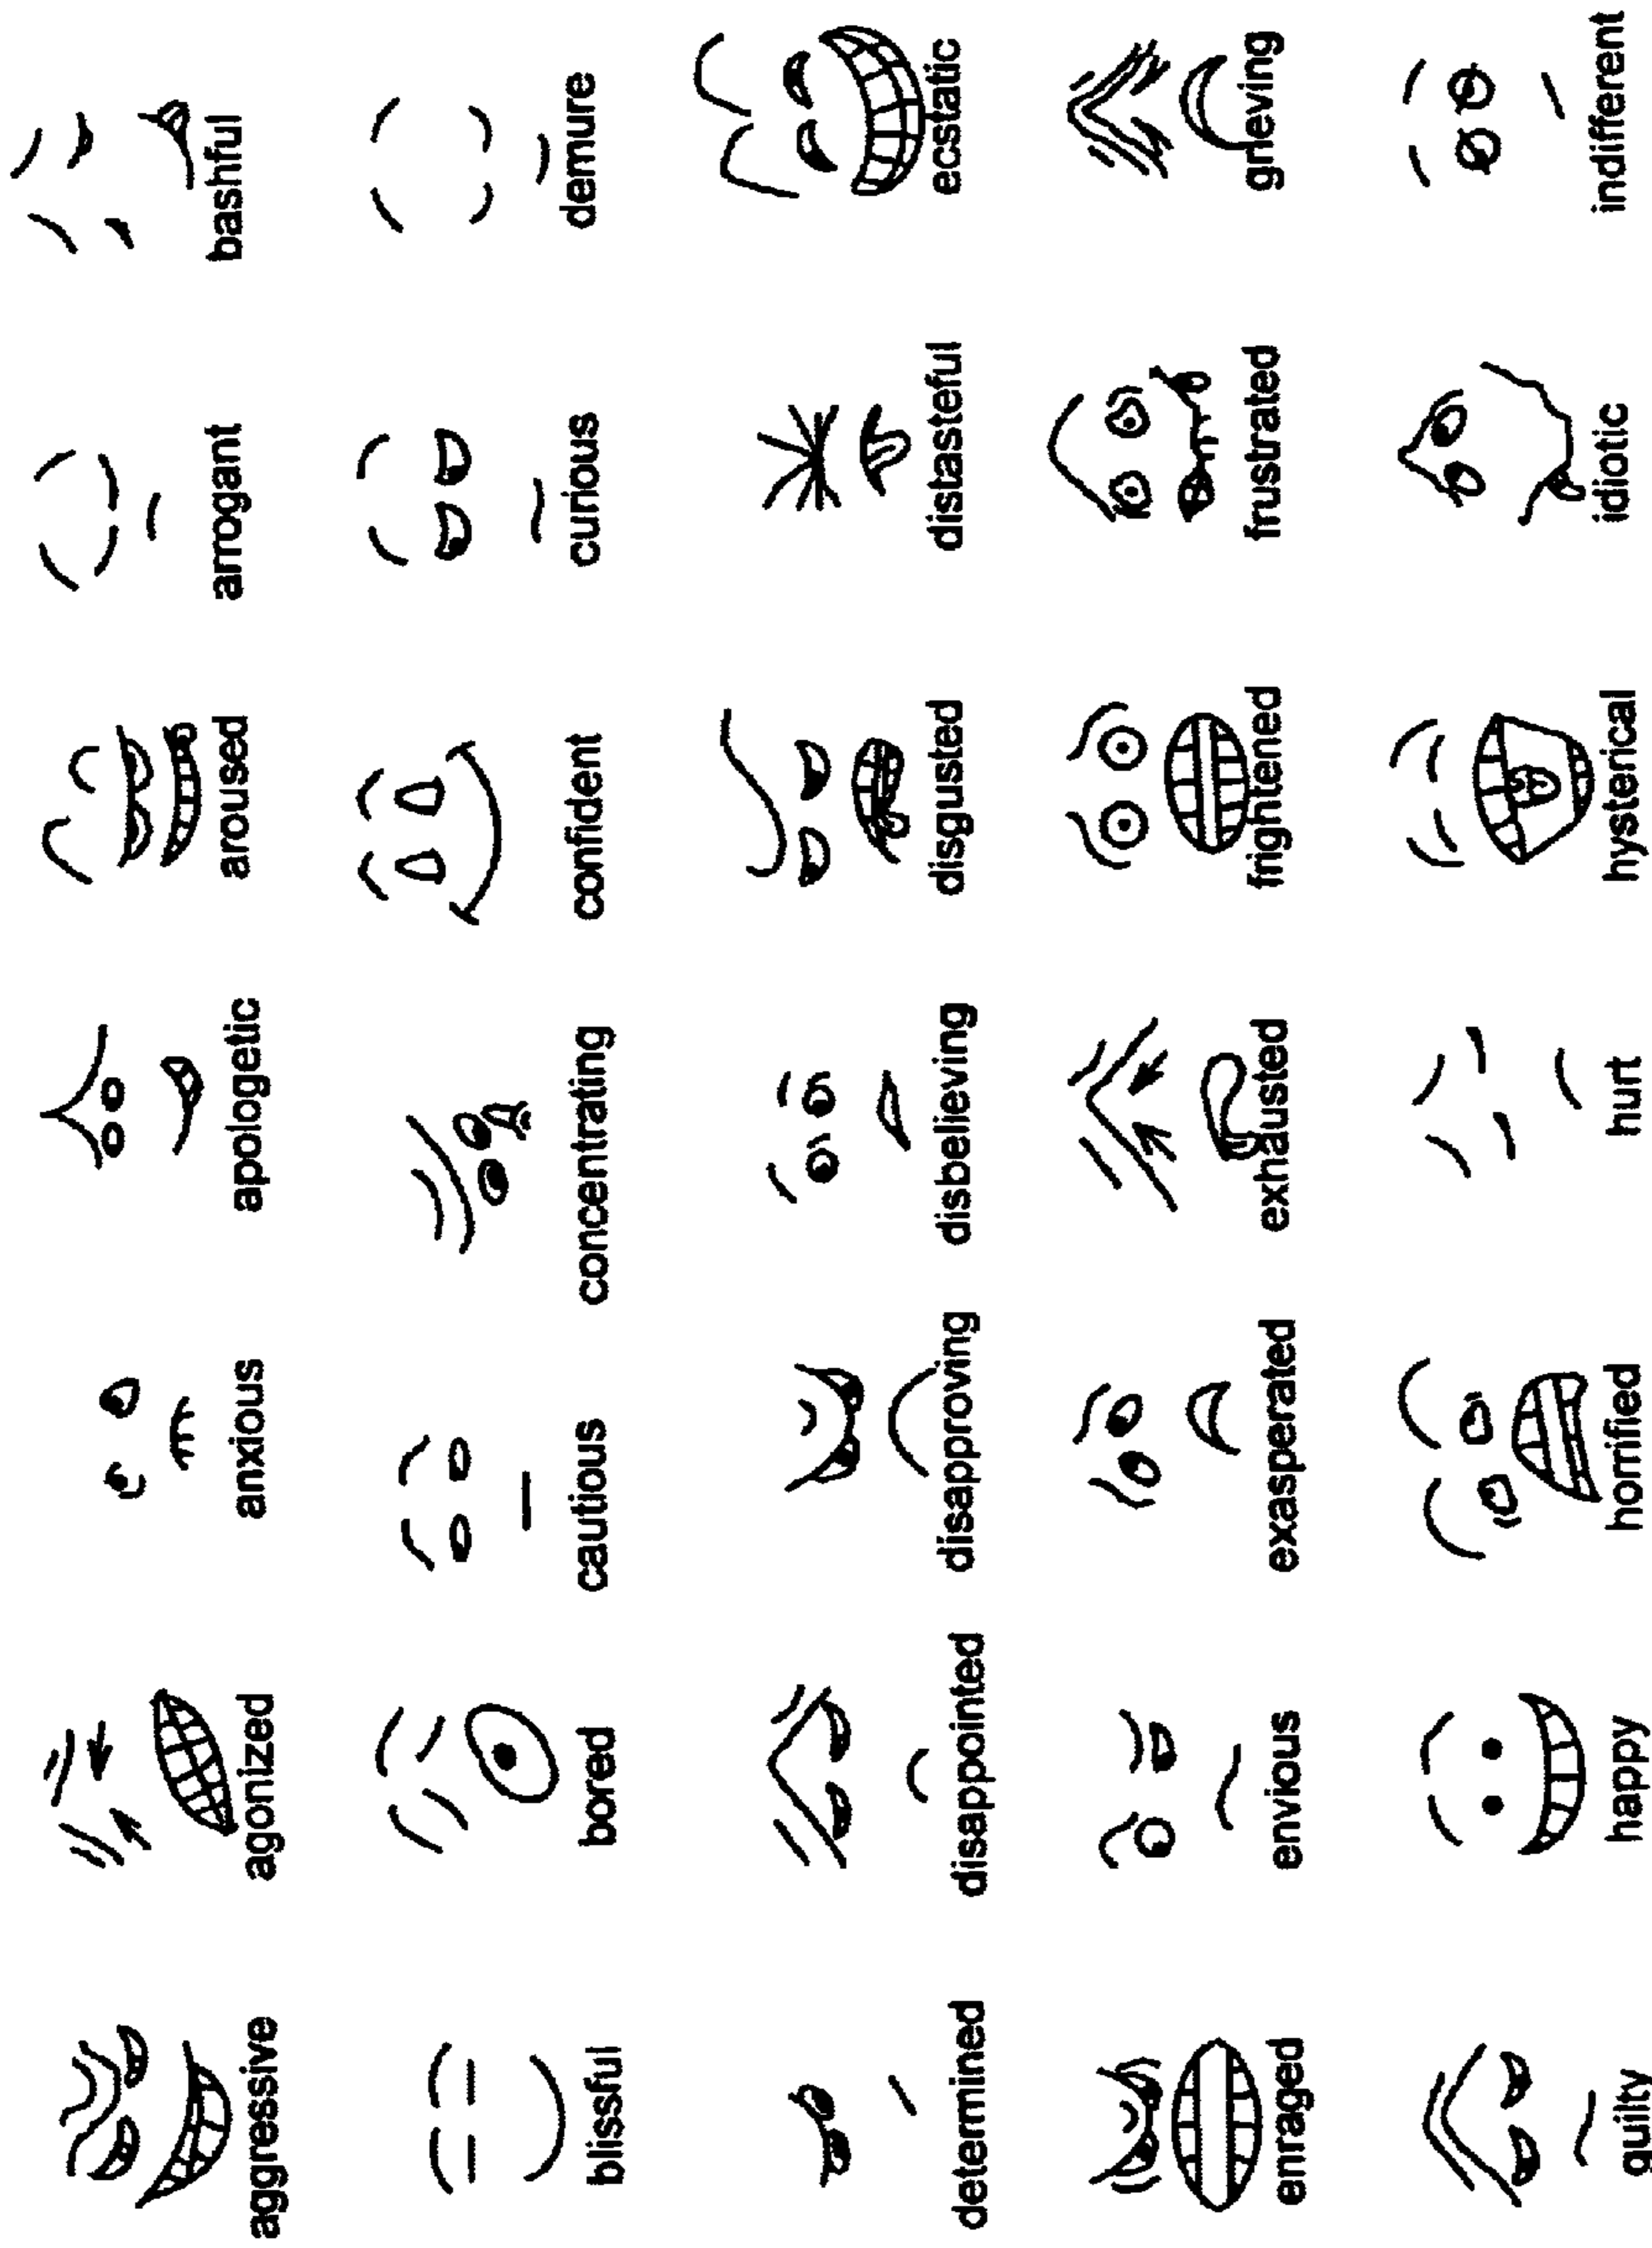 aggressive agonized anxious apologetic aroused arrogant bashful
blissful bored cautious concentrating confident curious demure
determined disappointed disapproving disbelieving disgusted distasteful ecstatic
enraged envious exasperated exhausted frightened frustrated grieving
guilty happy horrified hurt hysterical idiotic indifferent